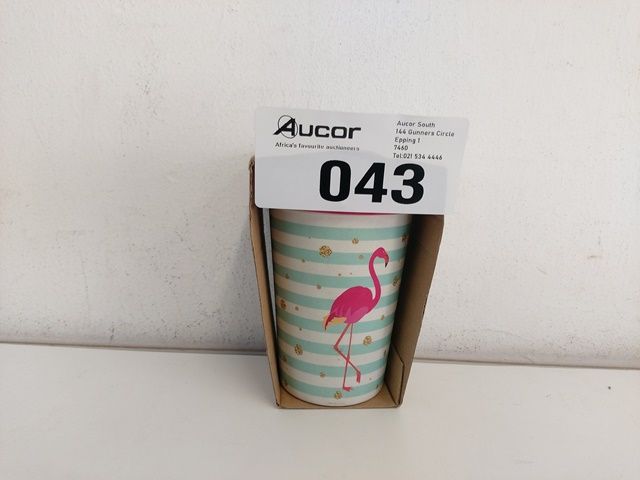 Aucor
Africa's favourite auctioneers
Aucor South
144 Gunners Circle
Epping 1
7460
Tel:021 534 4446
043